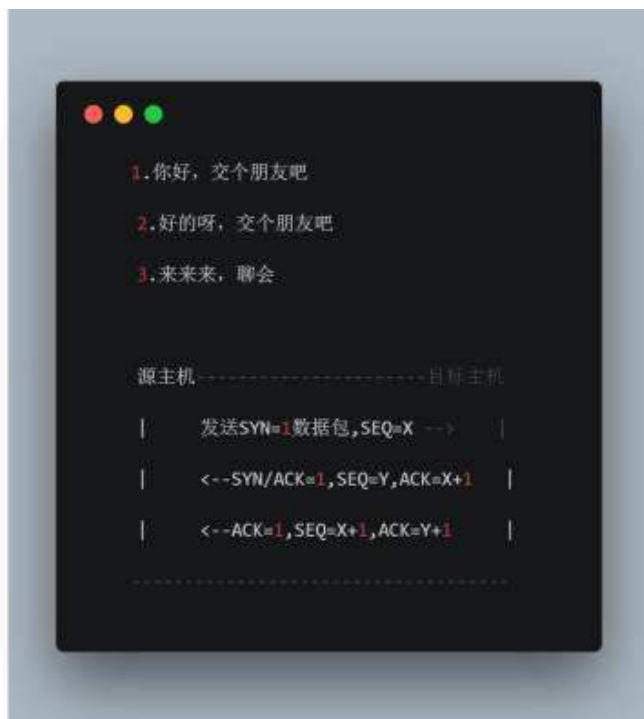 1.你好，交个朋友吧
2.好的呀，交个朋友吧
3.来来来，聊会
源主机----------------------目标主机
|     发送SYN=1数据包,SEQ=X -->    |
|     <--SYN/ACK=1,SEQ=Y,ACK=X+1   |
|     <--ACK=1,SEQ=X+1,ACK=Y+1     |
------------------------------------